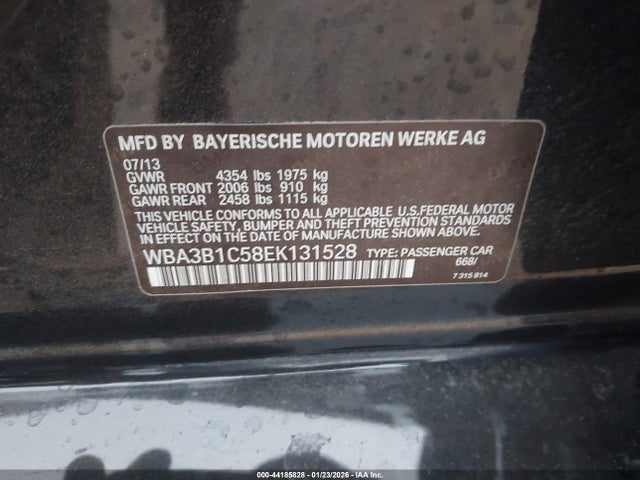 MFD BY BAYERISCHE MOTOREN WERKE AG
07/13
GVWR 4354 lbs 1975 kg
GAWR FRONT 2006 lbs 910 kg
GAWR REAR 2458 lbs 1115 kg
THIS VEHICLE CONFORMS TO ALL APPLICABLE U.S.FEDERAL MOTOR
VEHICLE SAFETY, BUMPER AND THEFT PREVENTION STANDARDS
IN EFFECT ON THE DATE OF MANUFACTURE SHOWN ABOVE.
WBA3B1C58EK131528 TYPE: PASSENGER CAR
668/
7 315 814
000-44185828 - 01/23/2026 - IAA Inc.